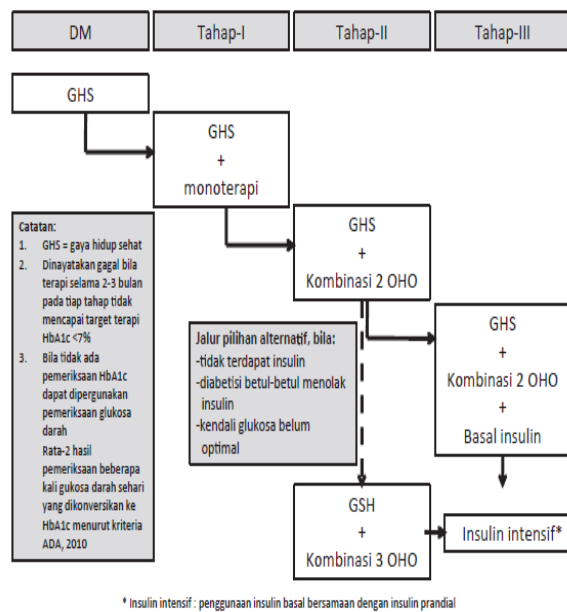 DM
Tahap-I
Tahap-II
Tahap-III
GHS
GHS
+
monoterapi
GHS
+
Kombinasi 2 OHO
GHS
+
Kombinasi 2 OHO
+
Basal insulin
Catatan:
1. GHS = gaya hidup sehat
2. Dinayatakan gagal bila
terapi selama 2-3 bulan
pada tiap tahap tidak
mencapai target terapi
HbA1c <7%
3. Bila tidak ada
pemeriksaan HbA1c
dapat dipergunakan
pemeriksaan glukosa
darah
Rata-2 hasil
pemeriksaan beberapa
kali gukosa darah sehari
yang dikonversikan ke
HbA1c menurut kriteria
ADA, 2010
Jalur pilihan alternatif, bila:
-tidak terdapat insulin
-diabetisi betul-betul menolak
insulin
-kendali glukosa belum
optimal
GSH
+
Kombinasi 3 OHO
Insulin intensif*
* Insulin intensif : penggunaan insulin basal bersamaan dengan insulin prandial